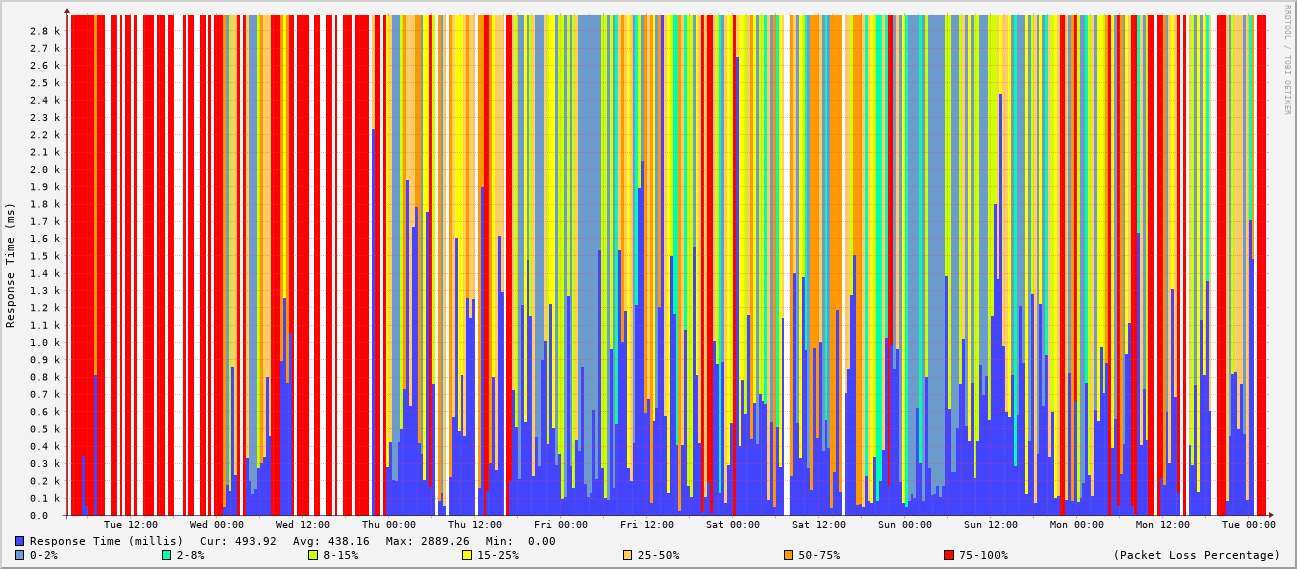 RRDTOOL / TOBI OETIKER
Response Time (ms)
2.8 k
2.6 k
2.5 k
2.4 k
2.3 k
2.2 k
2.1 k
1.9 k
1.8 k
1.7 k
1.6 k
1.5 k
1.4 k
1.3 k
1.2 k
1.1 k
1.0 k
0.9 k
0.8 k
0.7 k
0.6 k
0.5 k
0.4 k
0.3 k
0.2 k
0.1 k
0.0
Tue 12:00 Wed 00:00 Wed 12:00 Thu 00:00 Thu 12:00 Fri 00:00 Fri 12:00 Sat 00:00 Sat 12:00 Sun 00:00 Sun 12:00 Mon 00:00 Mon 12:00 Tue 00:00
Response Time (millis) Cur: 493.92 Avg: 438.16 Max: 2889.26 Min: 0.00
0-2% 2-8% 8-15% 15-25% 25-50% 50-75% 75-100% (Packet Loss Percentage)